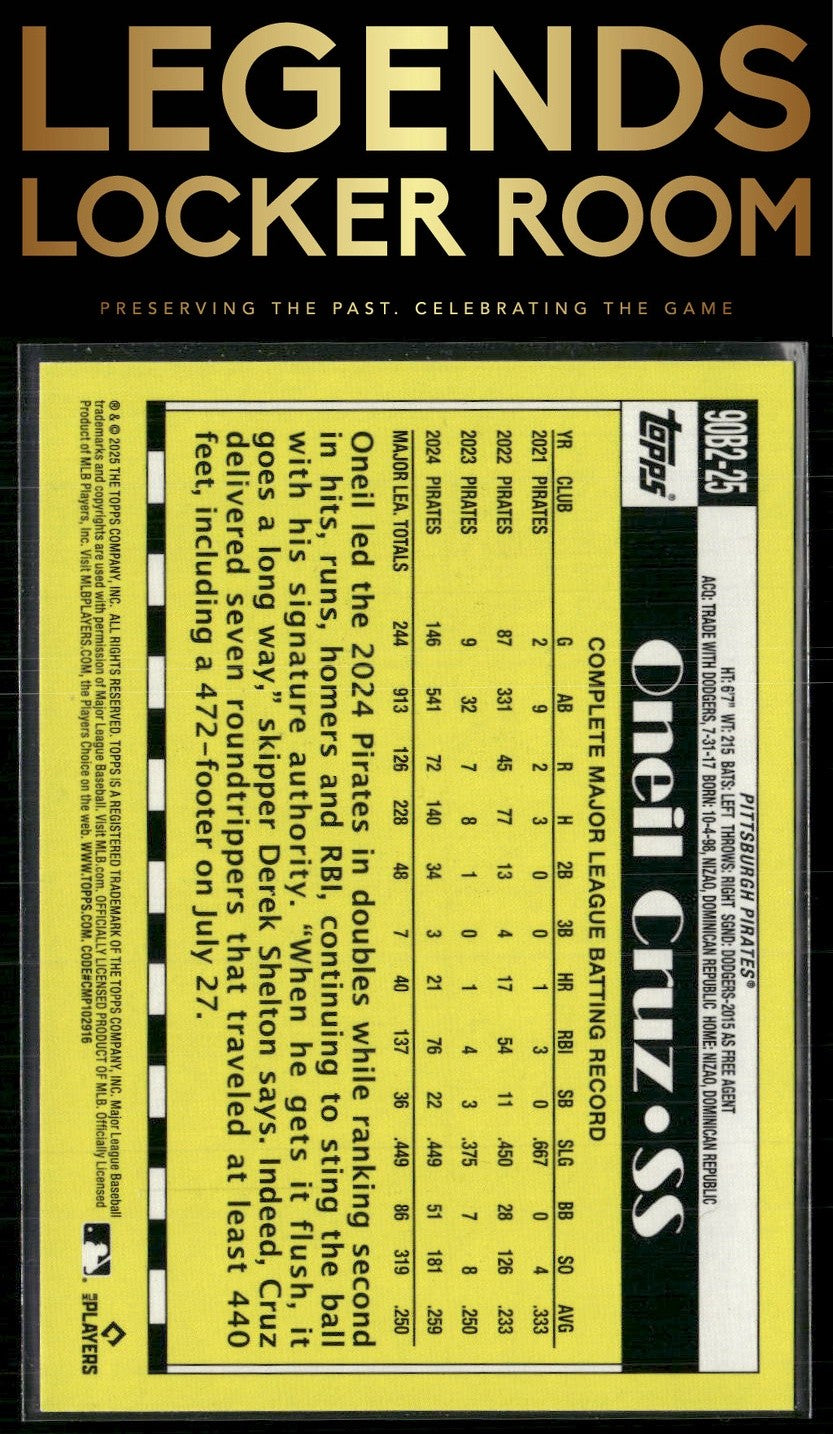 LEGENDS
LOCKER ROOM
PRESERVING THE PAST. CELEBRATING THE GAME
90B2-25
topps®
PITTSBURGH PIRATES®
HT: 6'7" WT: 215 BATS: LEFT THROWS: RIGHT SGND: DODGERS-2015 AS FREE AGENT
ACQ: TRADE WITH DODGERS, 7-31-17 BORN: 10-4-98, NIZAO, DOMINICAN REPUBLIC HOME: NIZAO, DOMINICAN REPUBLIC
Oneil Cruz • SS
COMPLETE MAJOR LEAGUE BATTING RECORD
YR CLUB G AB R H 2B 3B HR RBI SB SLG BB SO AVG
2021 PIRATES 2 9 2 3 0 0 1 3 0 .667 0 4 .333
2022 PIRATES 87 331 45 77 13 4 17 54 11 .450 28 126 .233
2023 PIRATES 9 32 7 8 1 0 1 4 3 .375 7 8 .250
2024 PIRATES 146 541 72 140 34 3 21 76 22 .449 51 181 .259
MAJOR LEA. TOTALS 244 913 126 228 48 7 40 137 36 .449 86 319 .250
Oneil led the 2024 Pirates in doubles while ranking second
in hits, runs, homers and RBI, continuing to sting the ball
with his signature authority. "When he gets it flush, it
goes a long way," skipper Derek Shelton says. Indeed, Cruz
delivered seven roundtrippers that traveled at least 440
feet, including a 472-footer on July 27.
® & © 2025 THE TOPPS COMPANY, INC. ALL RIGHTS RESERVED. TOPPS IS A REGISTERED TRADEMARK OF THE TOPPS COMPANY, INC. Major League Baseball
trademarks and copyrights are used with permission of Major League Baseball. Visit MLB.com. OFFICIALLY LICENSED PRODUCT OF MLB. Officially Licensed
Product of MLB Players, Inc. Visit MLBPLAYERS.COM, the Players Choice on the web. WWW.TOPPS.COM. CODE#CMP102916
MLB PLAYERS